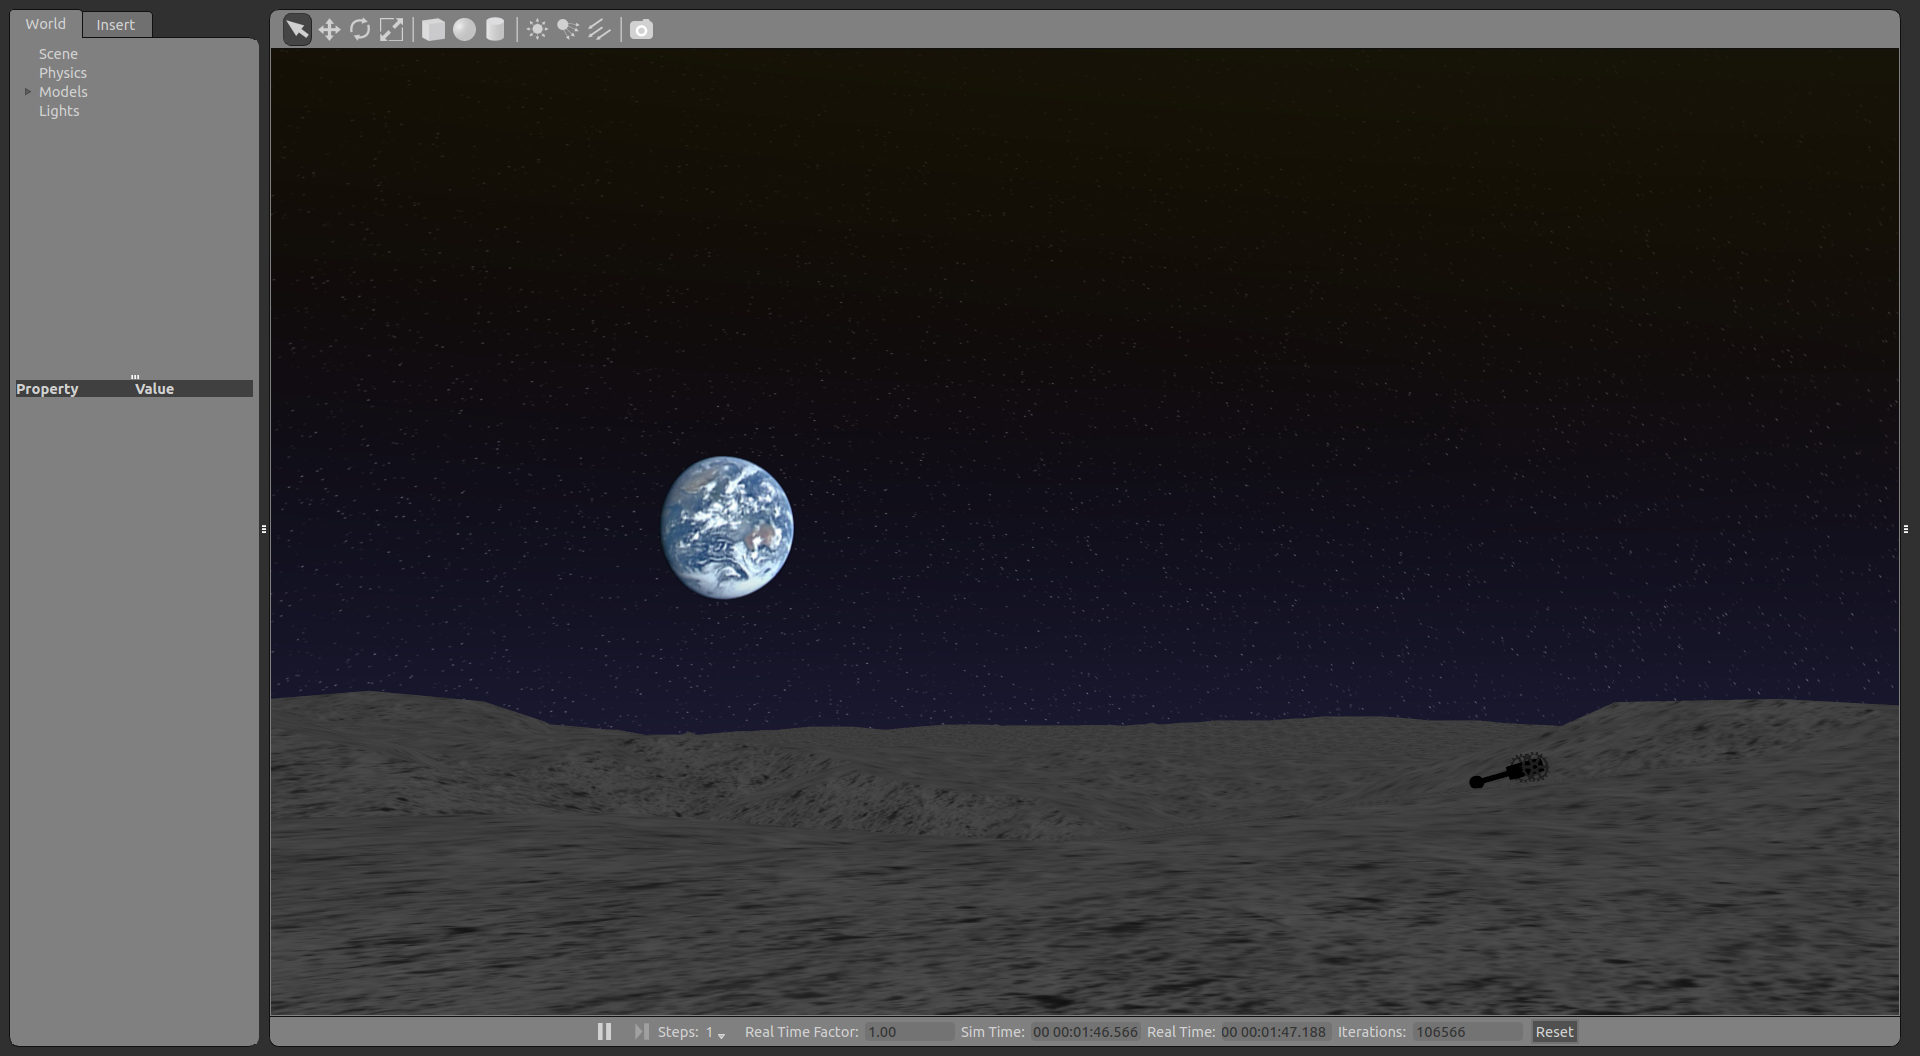 World Insert
Scene
Physics
Models
Lights
Property Value
Steps: 1 Real Time Factor: 1.00 Sim Time: 00 00:01:46.566 Real Time: 00 00:01:47.188 Iterations: 106566 Reset